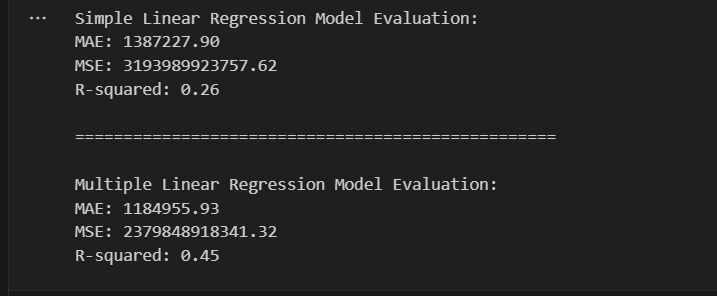 ...
Simple Linear Regression Model Evaluation:
MAE: 1387227.90
MSE: 3193989923757.62
R-squared: 0.26
==================================================
Multiple Linear Regression Model Evaluation:
MAE: 1184955.93
MSE: 2379848918341.32
R-squared: 0.45